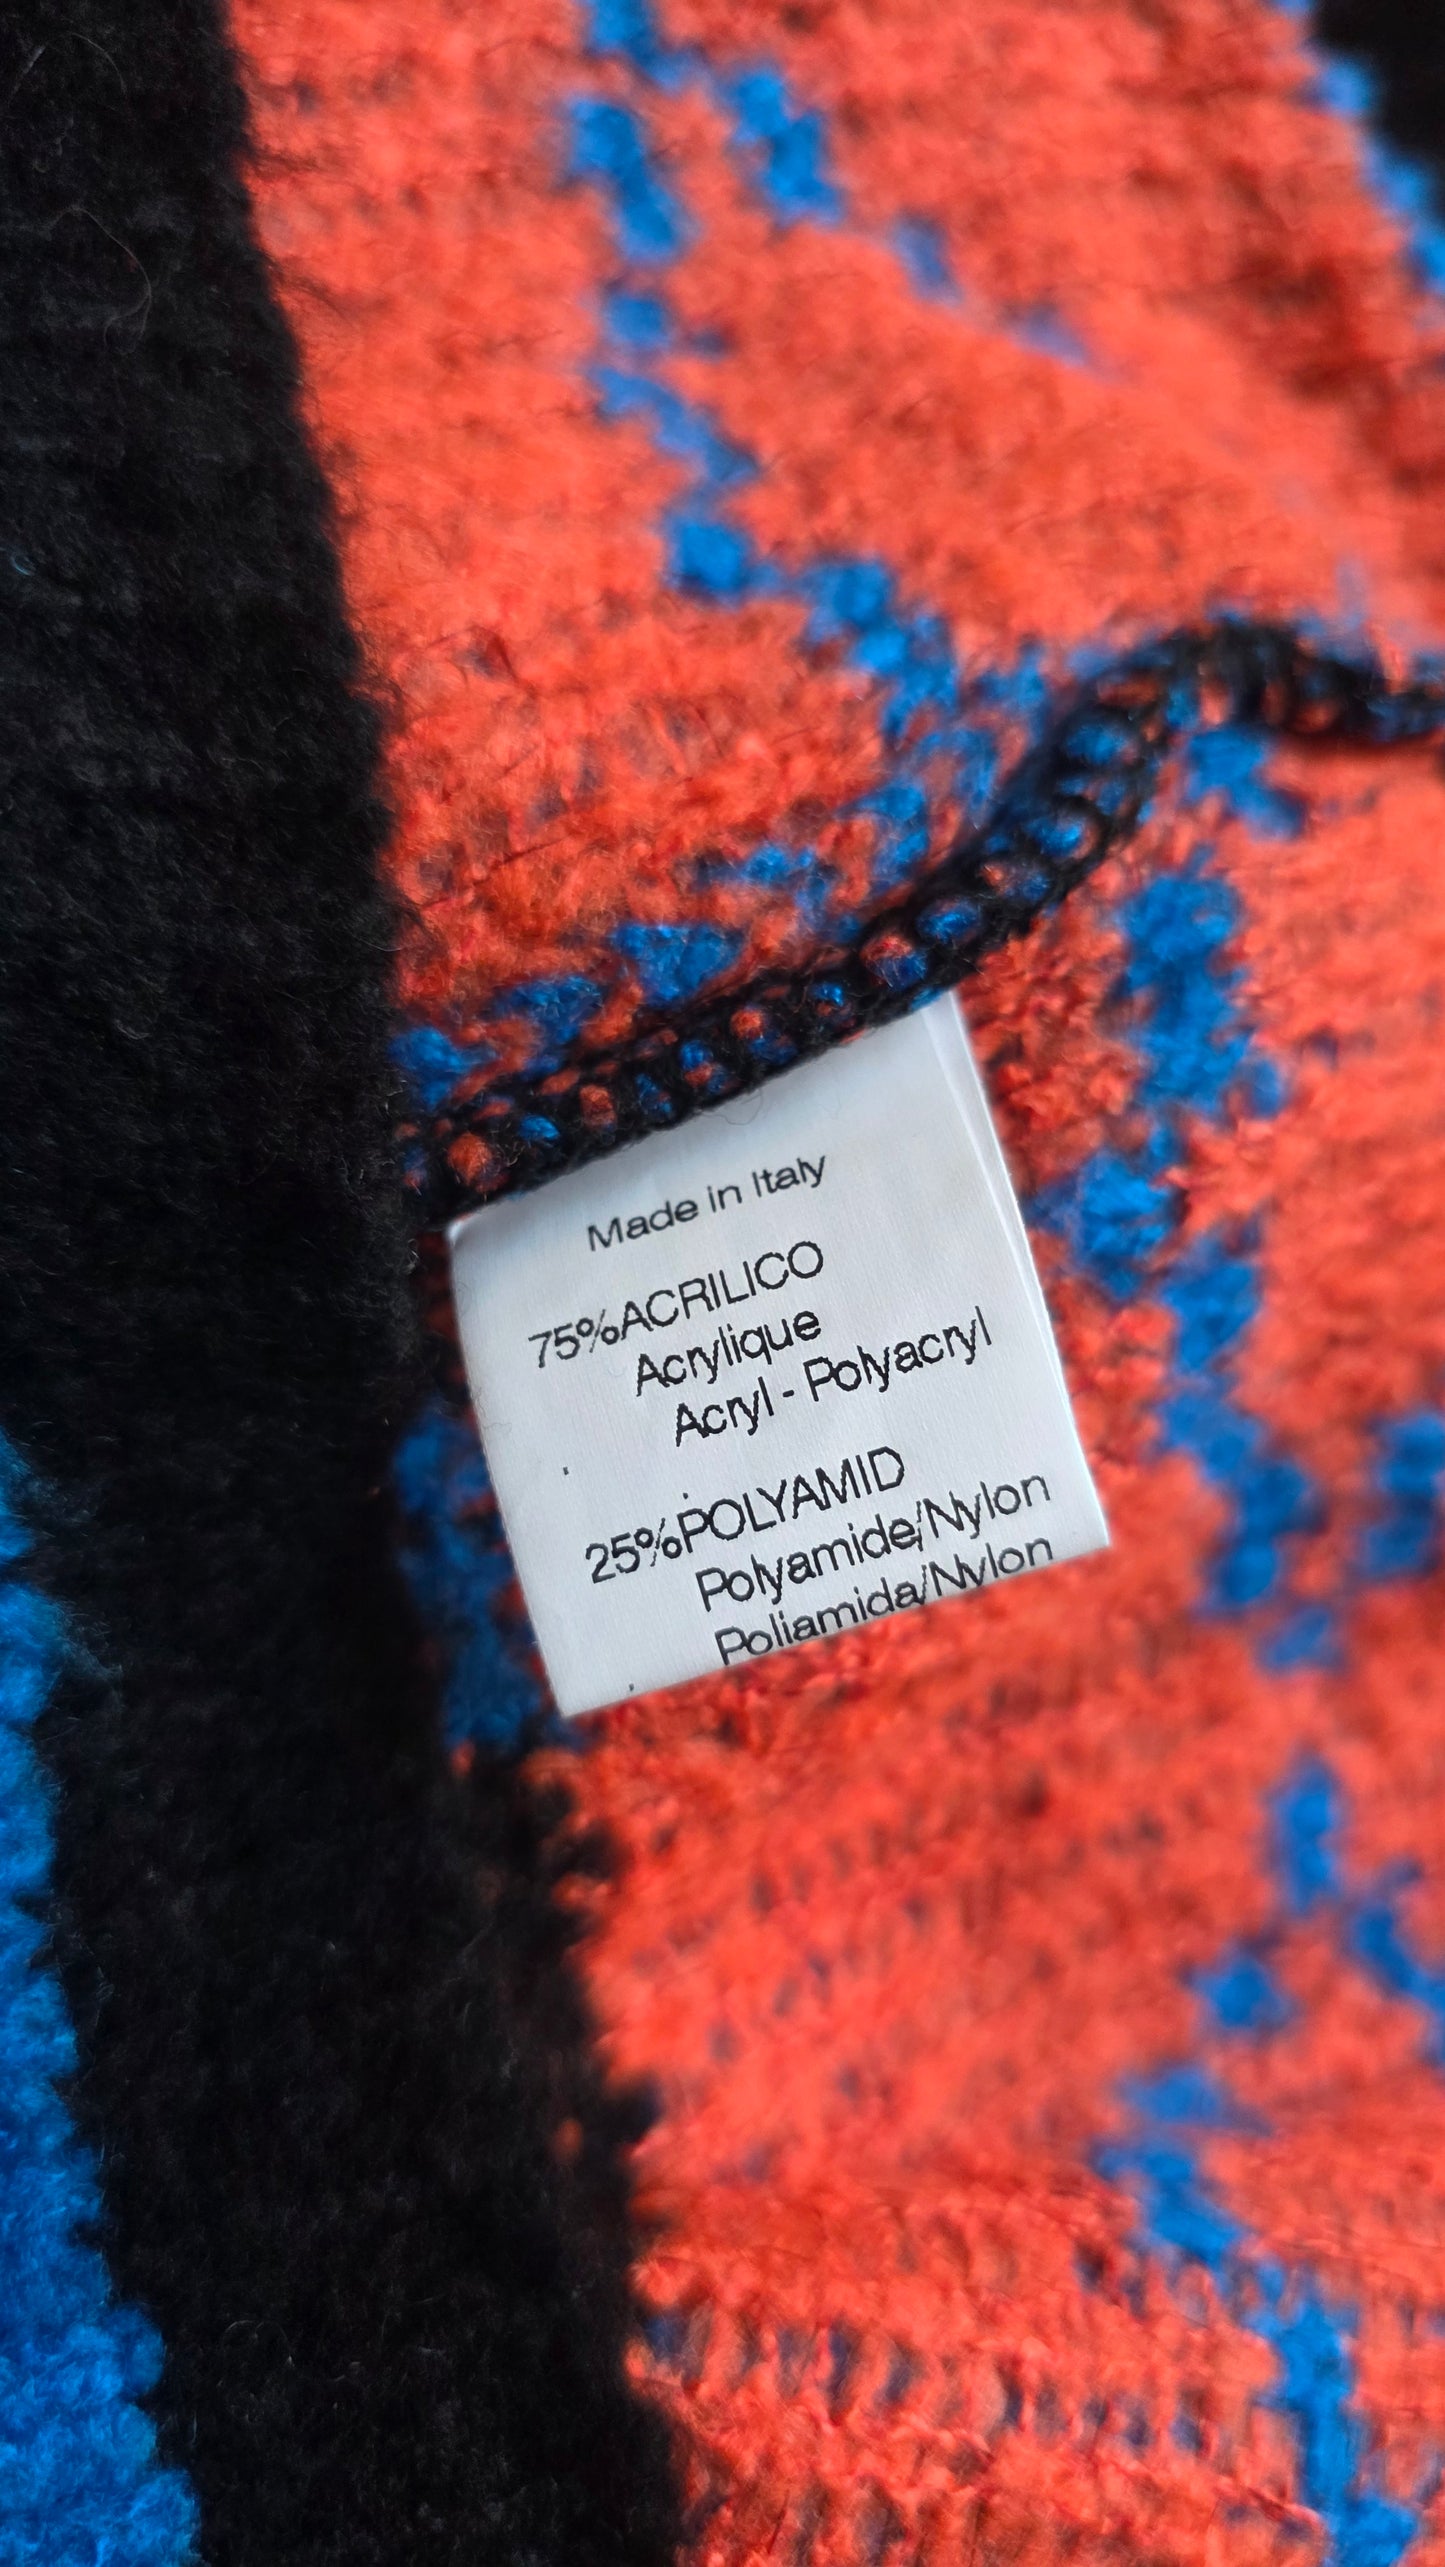 Made in Italy
75%ACRILICO
Acrylique
Acryl - Polyacryl
25%POLYAMID
Polyamide/Nylon
Poliamida/Nylon